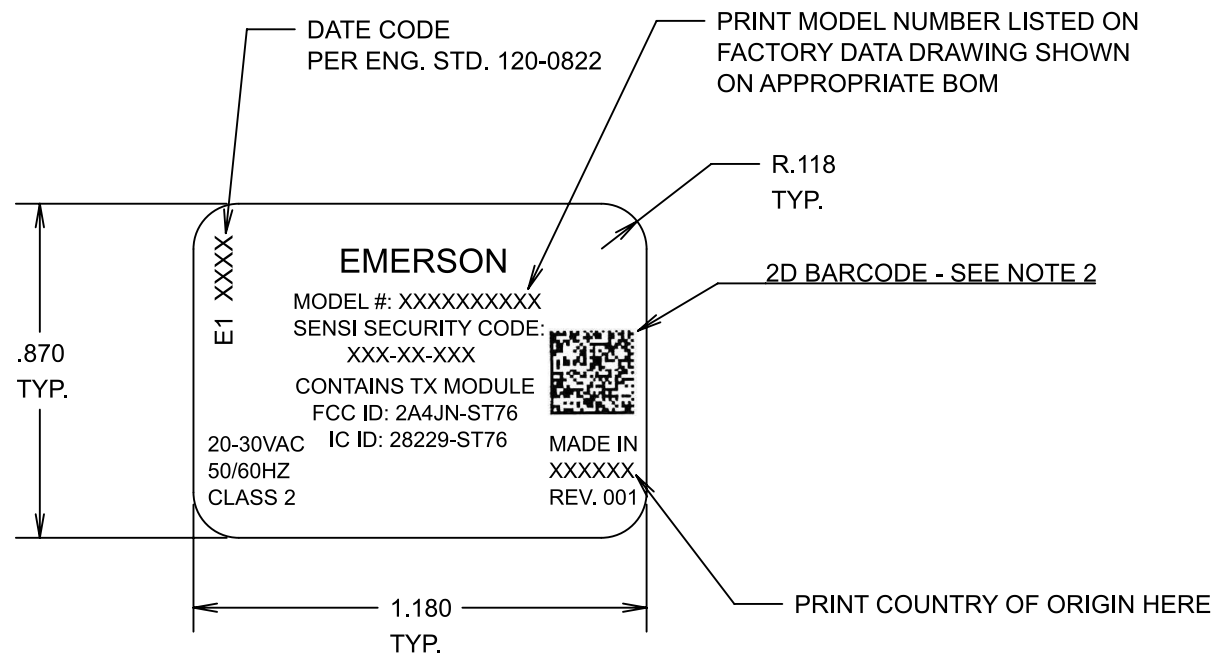 DATE CODE
PER ENG. STD. 120-0822
PRINT MODEL NUMBER LISTED ON
FACTORY DATA DRAWING SHOWN
ON APPROPRIATE BOM
R.118
TYP.
2D BARCODE - SEE NOTE 2
E1 XXXX
EMERSON
MODEL #: XXXXXXXXXX
SENSI SECURITY CODE:
XXX-XX-XXX
CONTAINS TX MODULE
FCC ID: 2A4JN-ST76
IC ID: 28229-ST76
20-30VAC
50/60HZ
CLASS 2
MADE IN
XXXXXX
REV. 001
.870
TYP.
1.180
TYP.
PRINT COUNTRY OF ORIGIN HERE